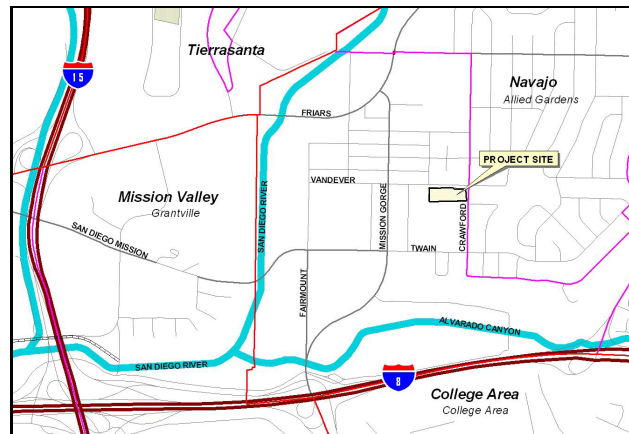 Tierrasanta
15
Navajo
Allied Gardens
FRIARS
PROJECT SITE
VANDEVER
Mission Valley
Grantville
SAN DIEGO RIVER
MISSION GORGE
CRAWFORD
SAN DIEGO MISSION
TWAIN
FAIRMOUNT
ALVARADO CANYON
SAN DIEGO RIVER
8
College Area
College Area